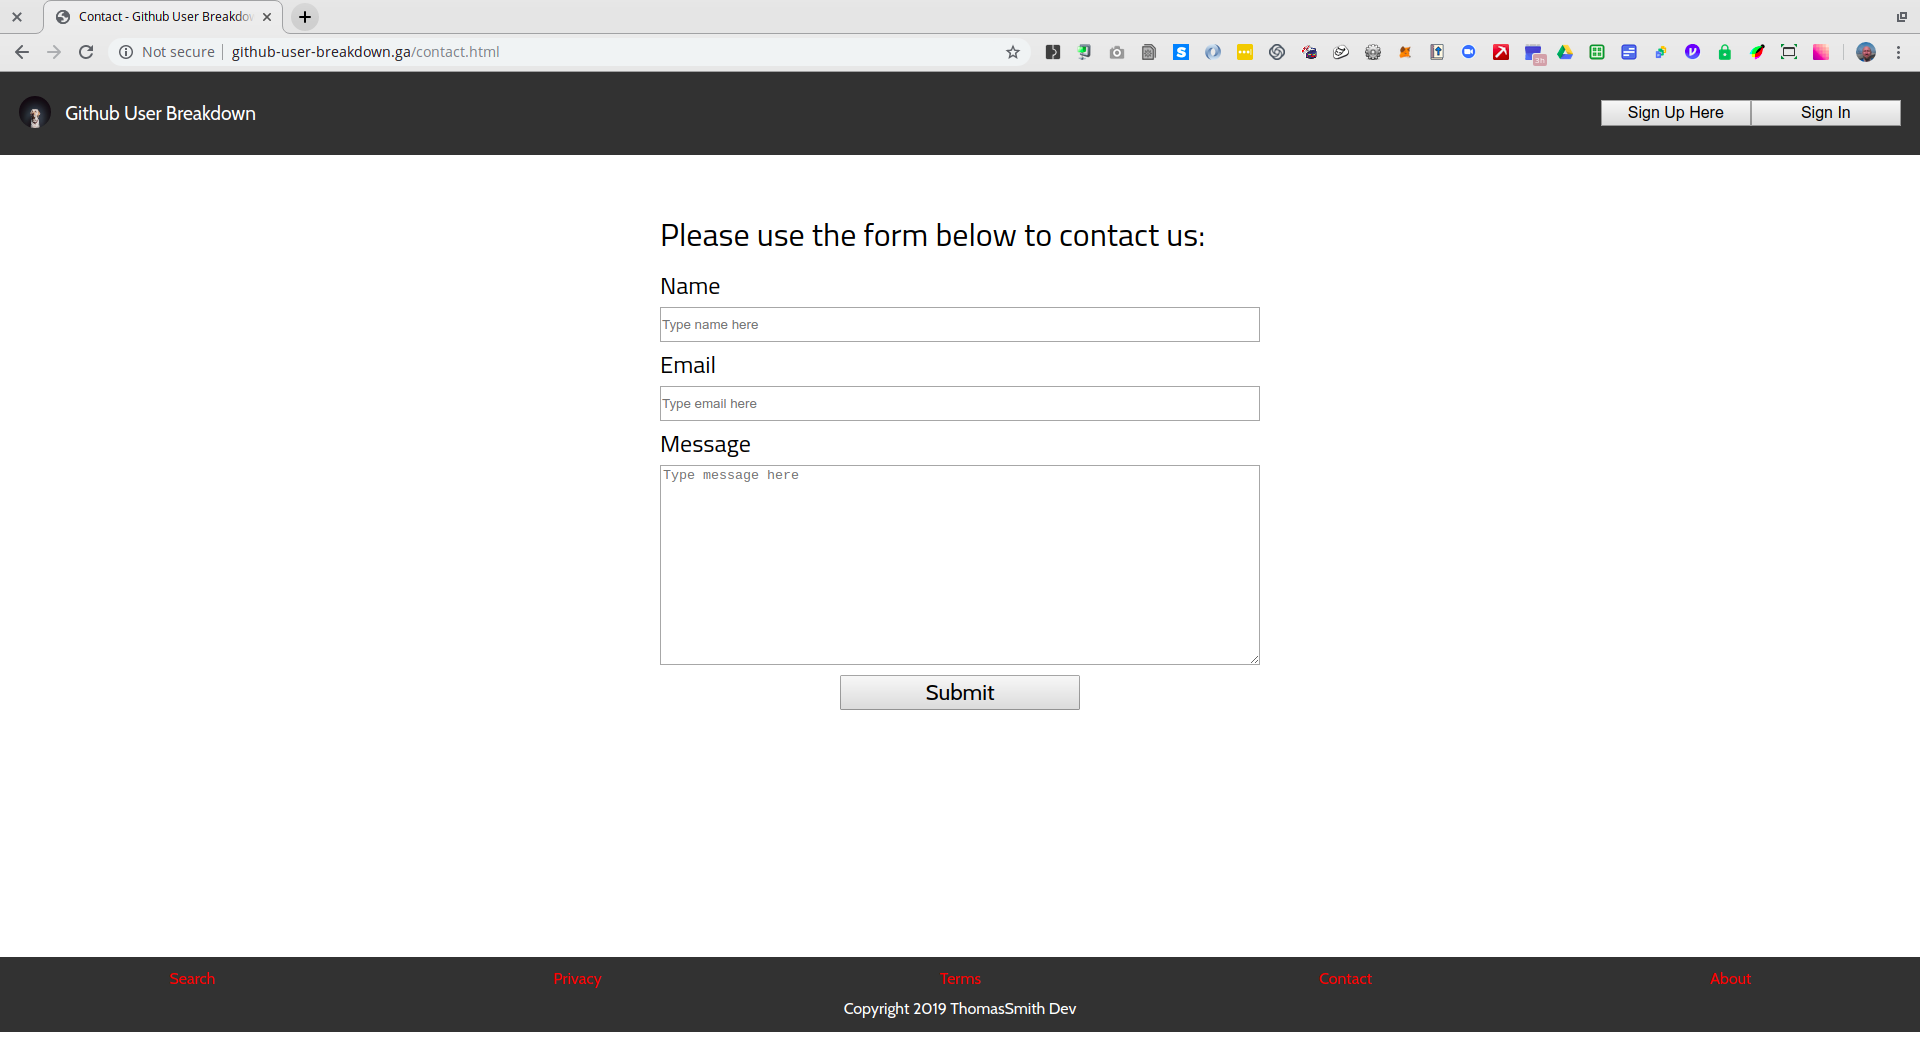 Contact - Github User Breakdo
Not secure github-user-breakdown.ga/contact.html
Github User Breakdown
Sign Up Here Sign In
Please use the form below to contact us:
Name
Type name here
Email
Type email here
Message
Type message here
Submit
Search Privacy Terms Contact About
Copyright 2019 ThomasSmith Dev